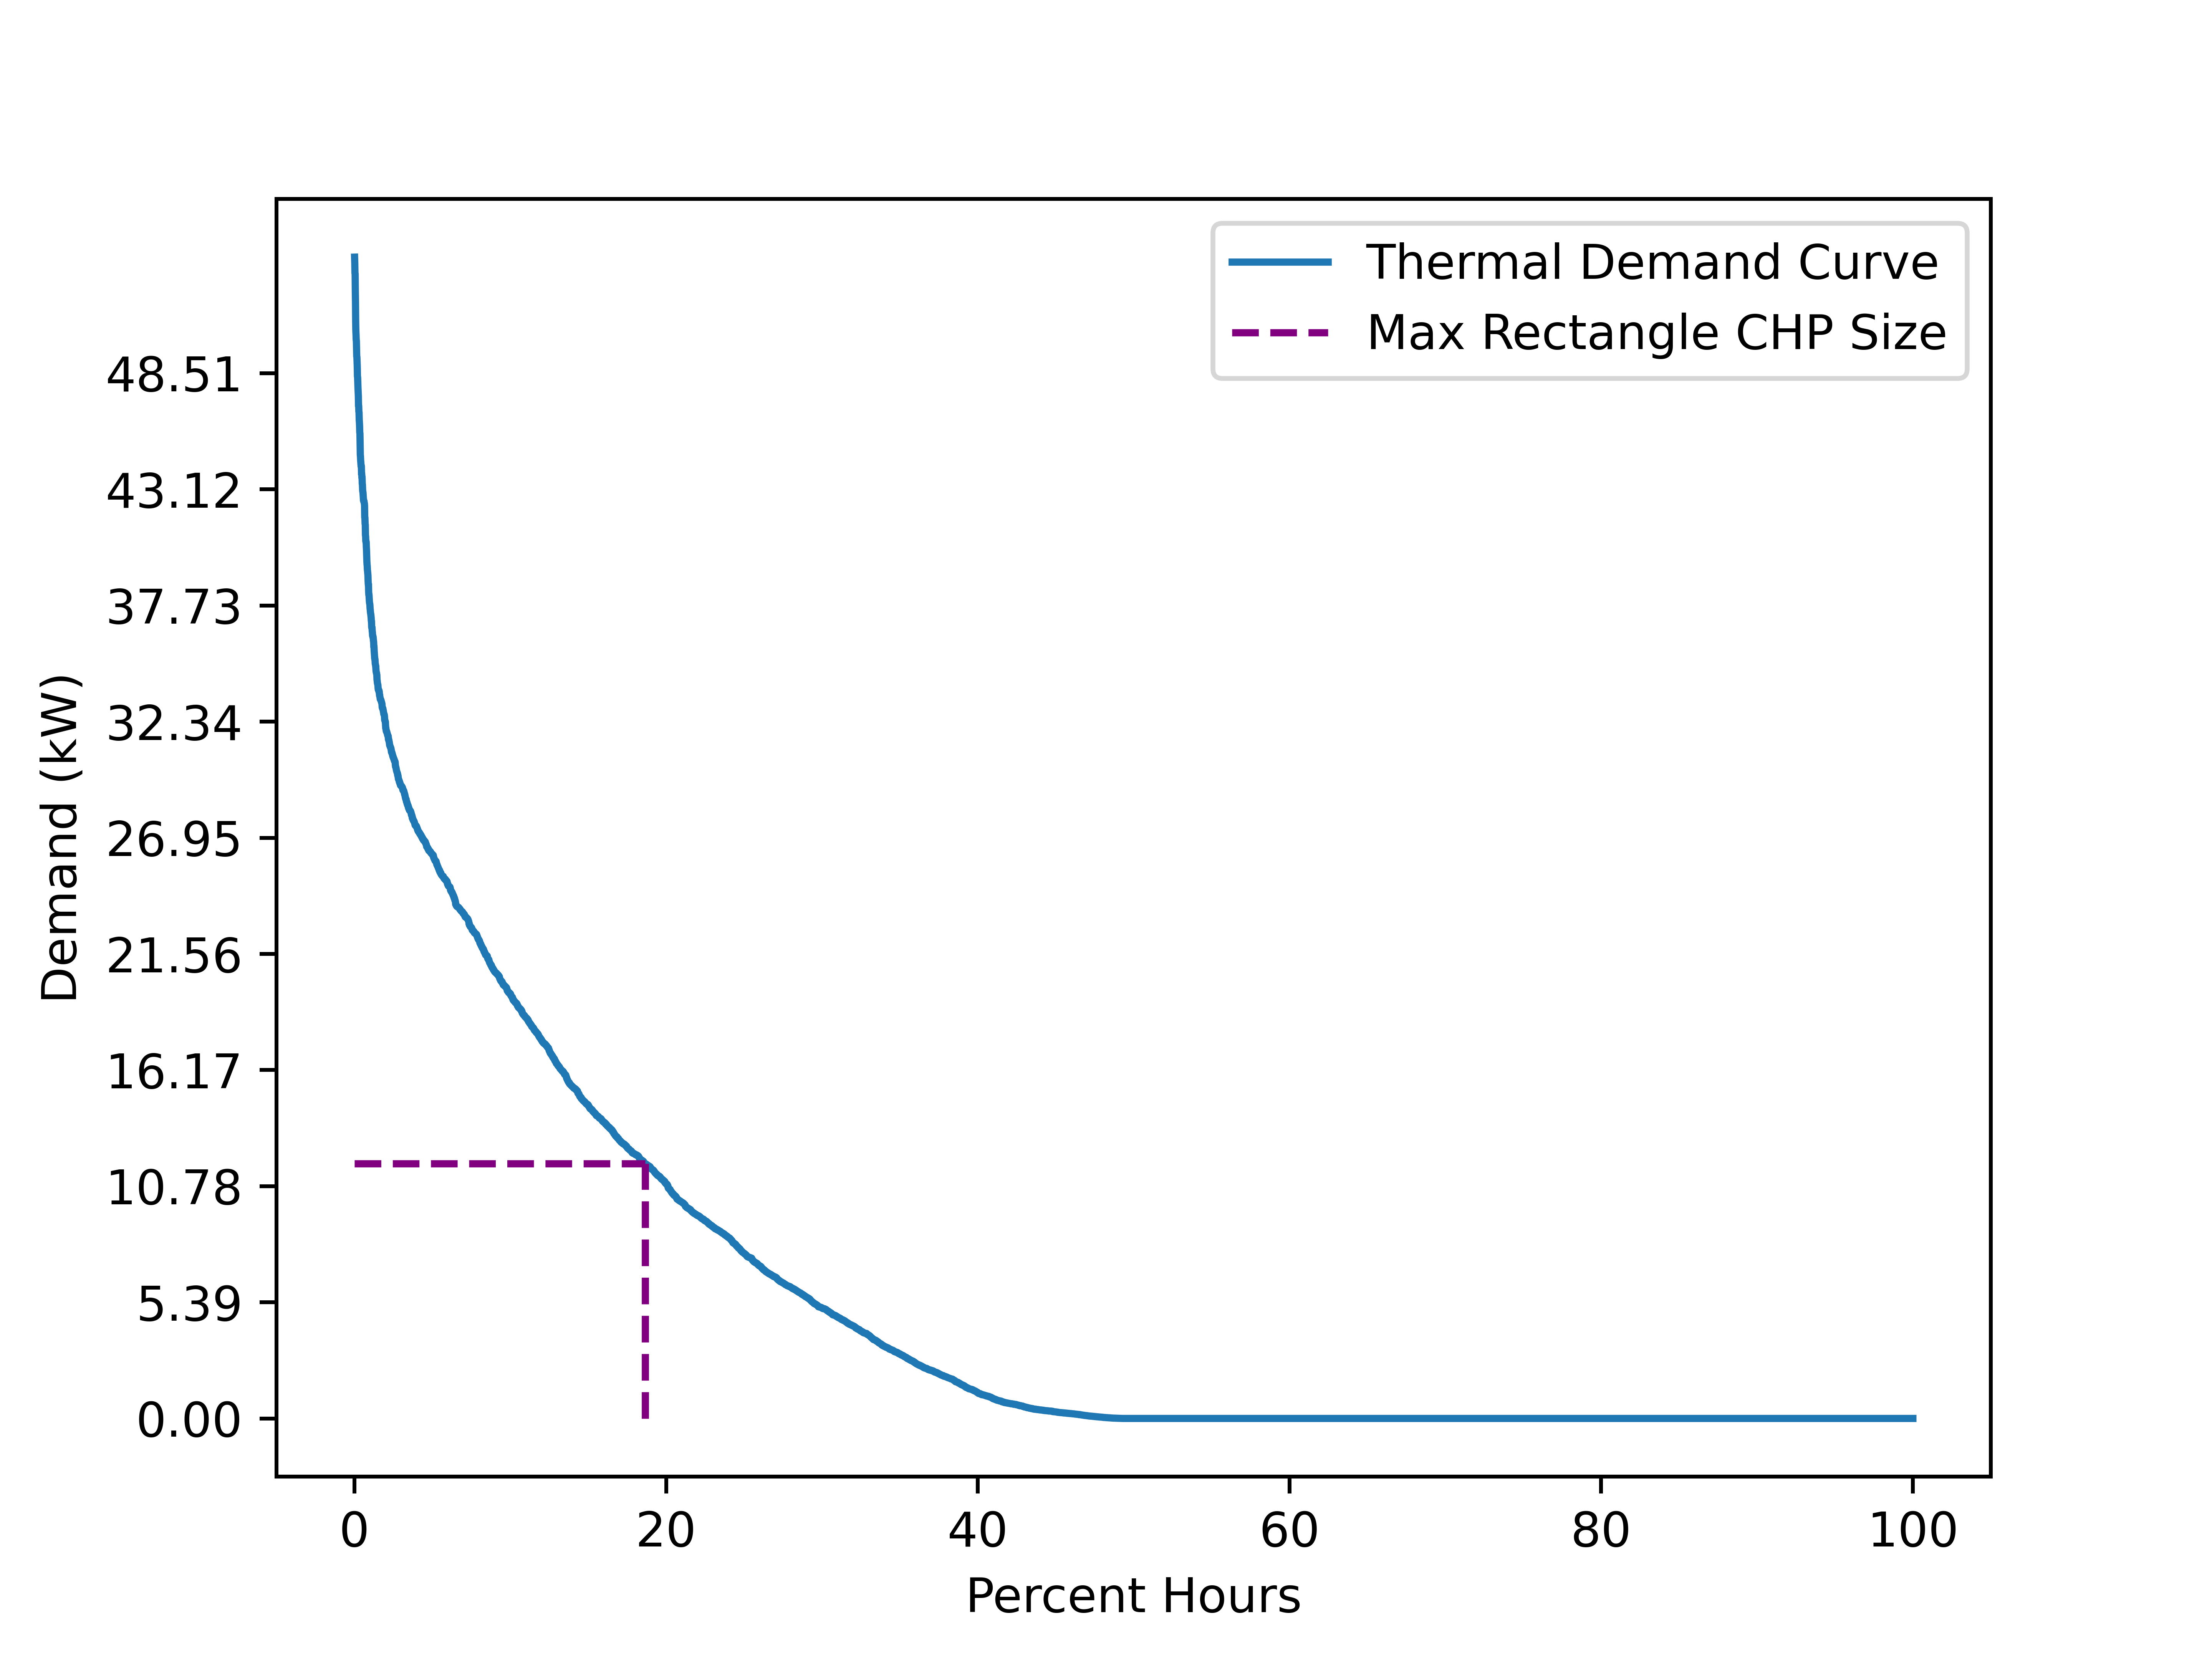 Thermal Demand Curve
Max Rectangle CHP Size
48.51
43.12
37.73
32.34
26.95
21.56
16.17
10.78
5.39
0.00
Demand (kW)
0 20 40 60 80 100
Percent Hours